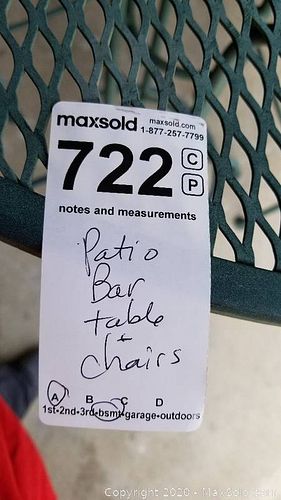 maxsold maxsold.com
1-877-257-7799
722 C
P
notes and measurements
Patio
Bar
table
+
chairs
A B C D
1st-2nd-3rd-bsmt-garage-outdoors
Copyright 2020 - MaxSold Inc